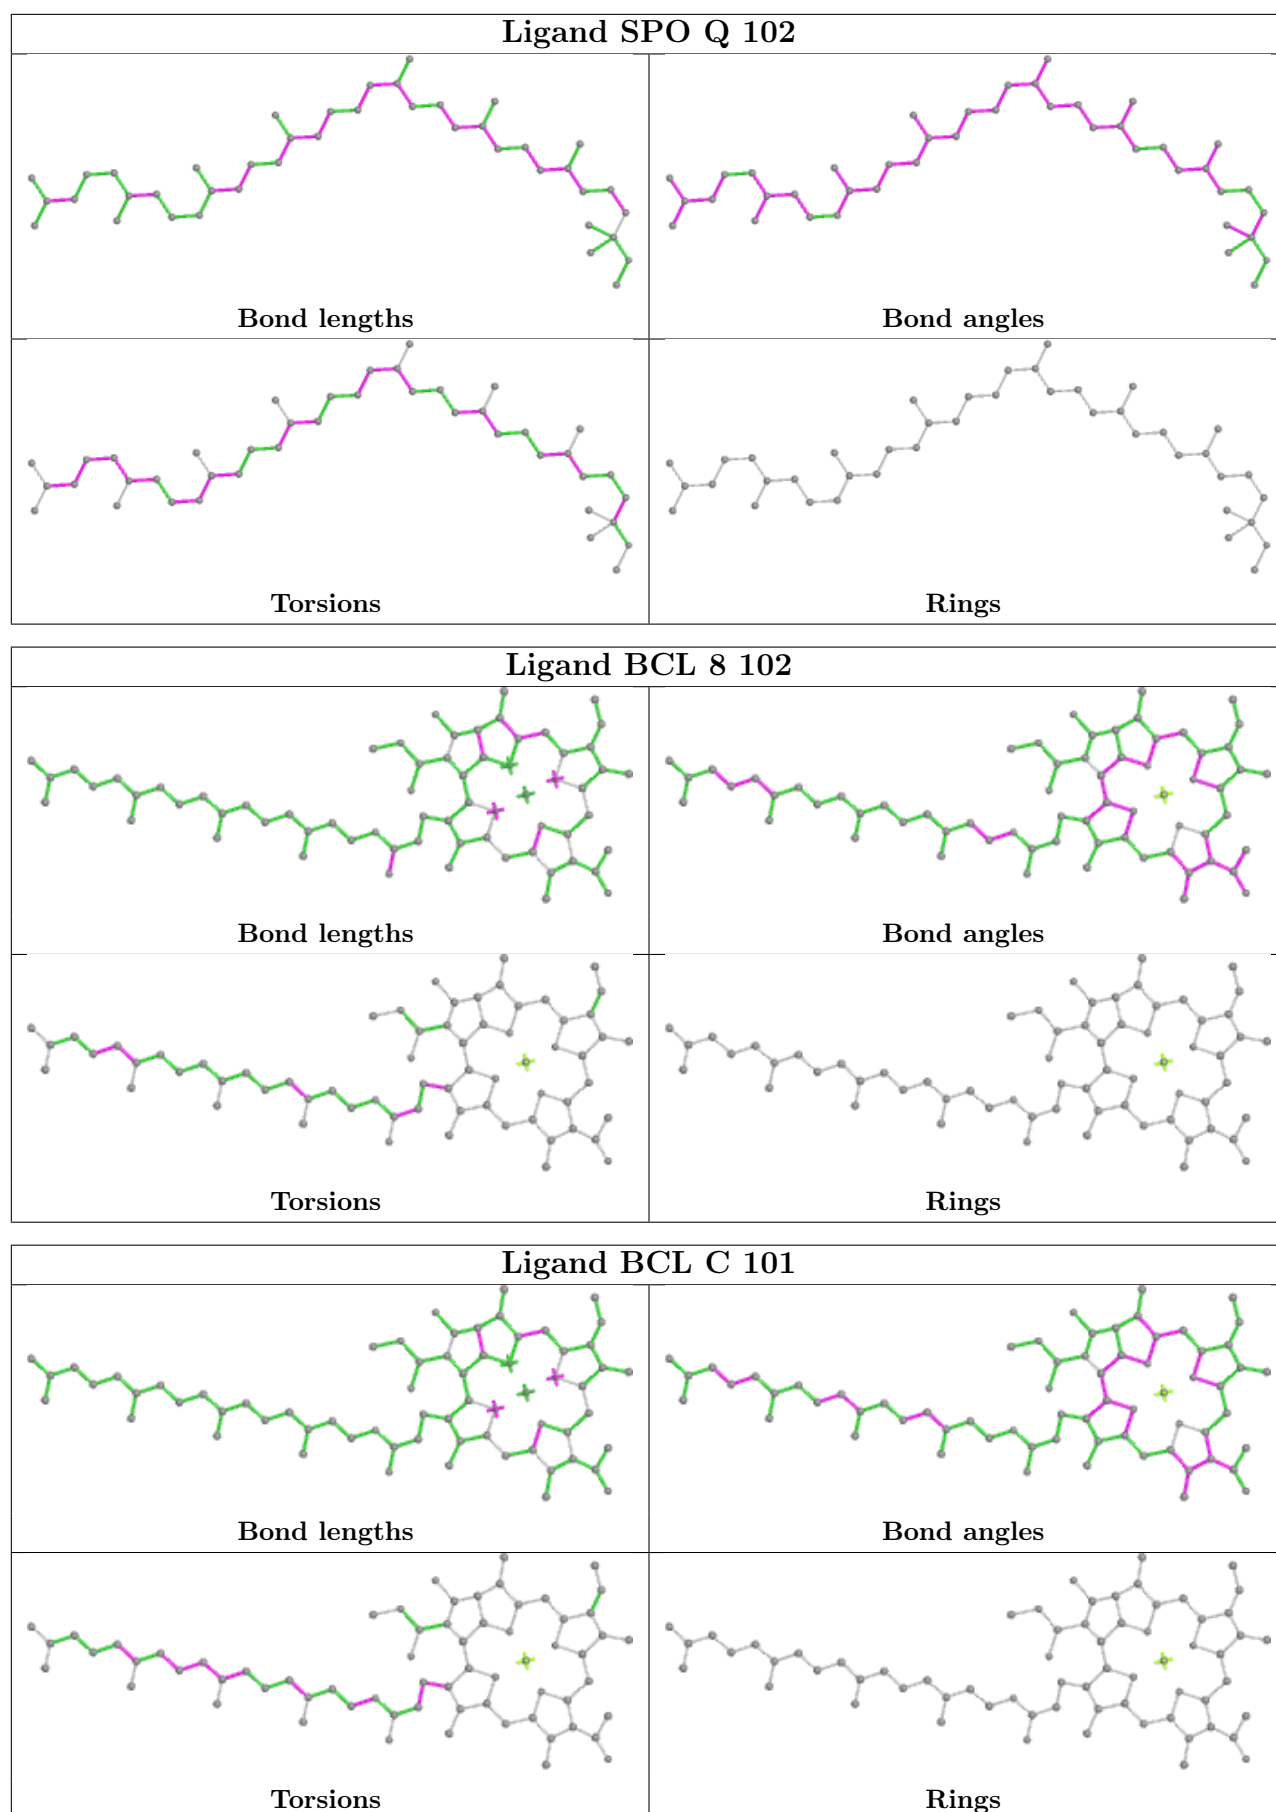 Ligand SPO Q 102
Bond lengths
Bond angles
Torsions
Rings
Ligand BCL 8 102
Bond lengths
Bond angles
Torsions
Rings
Ligand BCL C 101
Bond lengths
Bond angles
Torsions
Rings